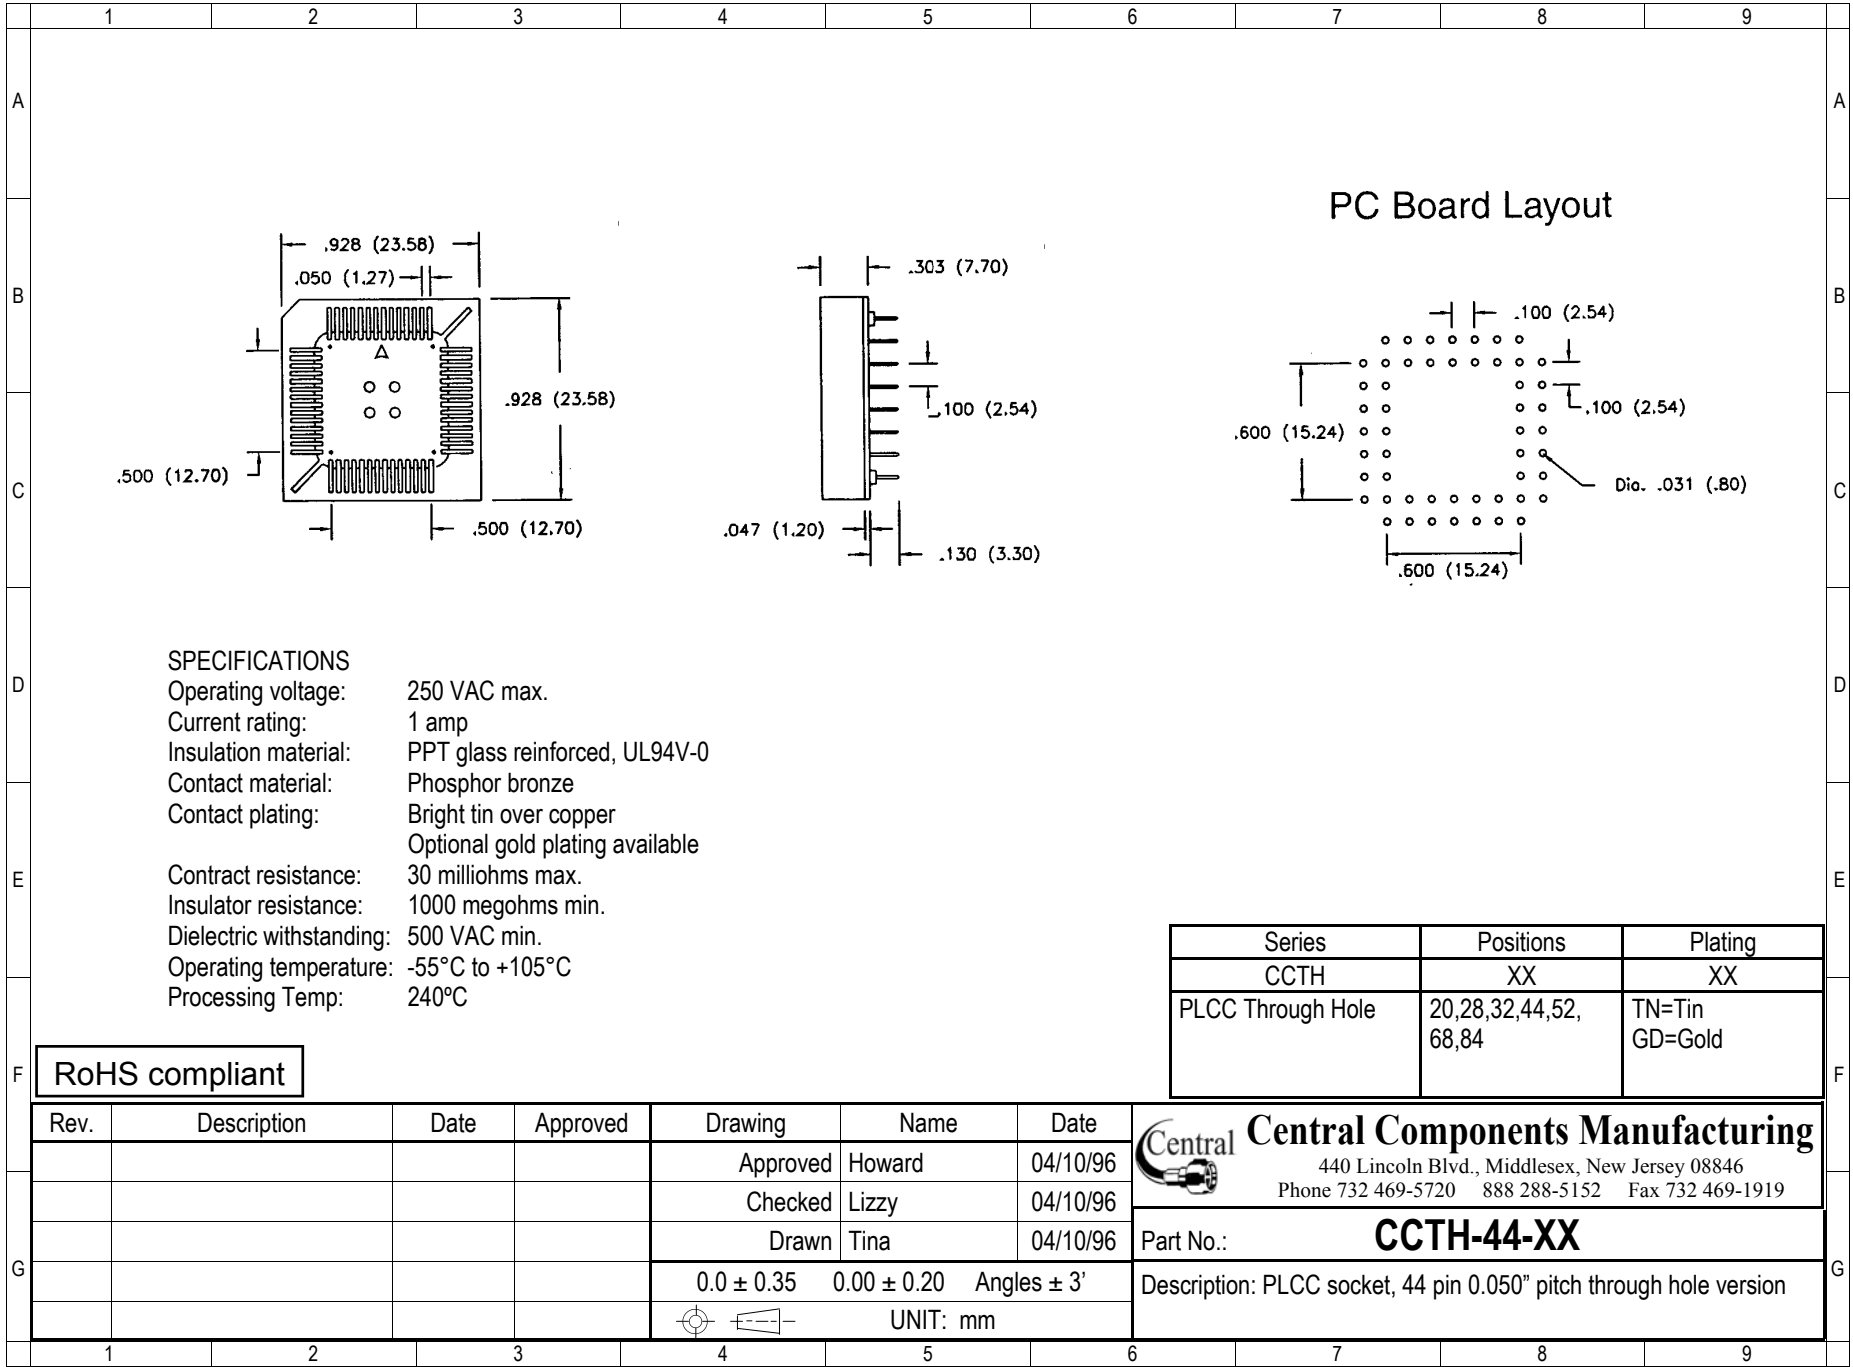 1 2 3 4 5 6 7 8 9
A A
PC Board Layout
.928 (23.58)
.050 (1.27)
.303 (7.70)
B B
.100 (2.54)
.928 (23.58)
.100 (2.54)
.100 (2.54)
.600 (15.24)
.500 (12.70)
Dia. .031 (.80)
C C
.500 (12.70)
.047 (1.20)
.130 (3.30)
.600 (15.24)
SPECIFICATIONS
D D
Operating voltage: 250 VAC max.
Current rating: 1 amp
Insulation material: PPT glass reinforced, UL94V-0
Contact material: Phosphor bronze
Contact plating: Bright tin over copper
Optional gold plating available
E E
Contract resistance: 30 milliohms max.
Insulator resistance: 1000 megohms min.
Dielectric withstanding: 500 VAC min.
Operating temperature: -55°C to +105°C
Processing Temp: 240ºC
Series Positions Plating
CCTH XX XX
PLCC Through Hole 20,28,32,44,52, TN=Tin
68,84 GD=Gold
F F
RoHS compliant
Rev. Description Date Approved Drawing Name Date
Approved Howard 04/10/96
Checked Lizzy 04/10/96
Drawn Tina 04/10/96
0.0 ± 0.35 0.00 ± 0.20 Angles ± 3’
UNIT: mm
Central
Central Components Manufacturing
440 Lincoln Blvd., Middlesex, New Jersey 08846
Phone 732 469-5720 888 288-5152 Fax 732 469-1919
Part No.: CCTH-44-XX
G G
Description: PLCC socket, 44 pin 0.050” pitch through hole version
1 2 3 4 5 6 7 8 9